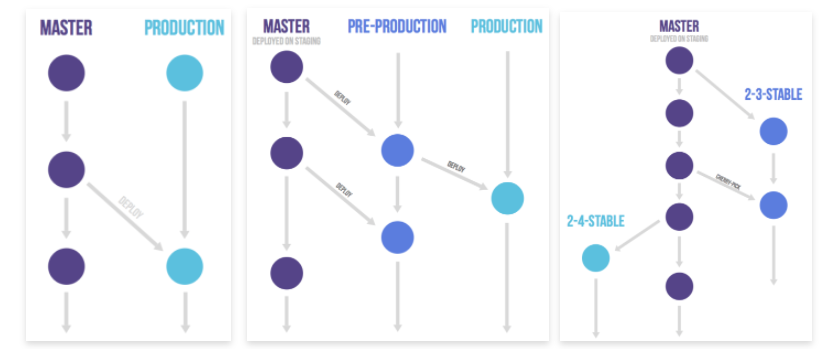 MASTER
PRODUCTION
DEPLOY
MASTER
DEPLOYED ON STAGING
PRE-PRODUCTION
PRODUCTION
DEPLOY
DEPLOY
DEPLOY
MASTER
DEPLOYED ON STAGING
2-3-STABLE
CHERRY-PICK
2-4-STABLE